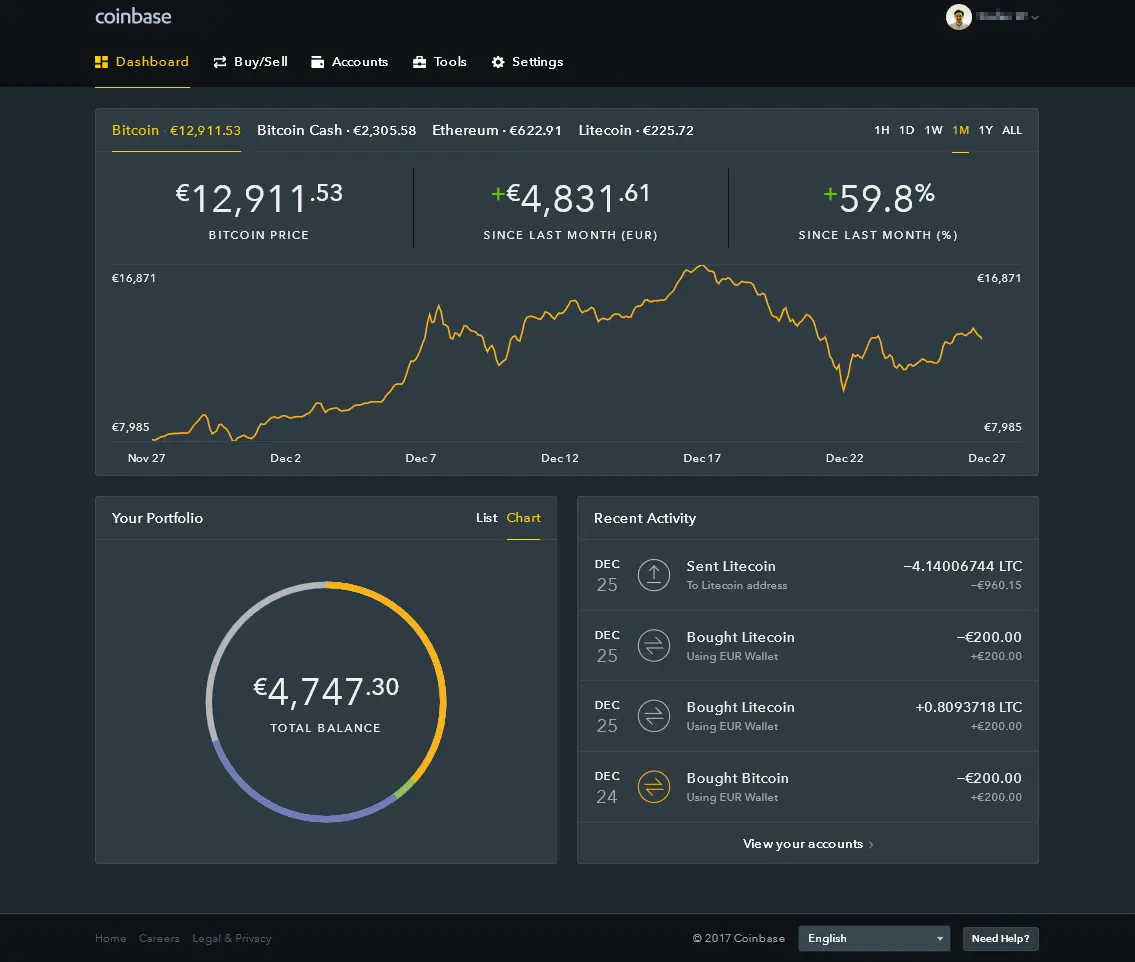 coinbase
Dashboard Buy/Sell Accounts Tools Settings
Bitcoin · €12,911.53 Bitcoin Cash · €2,305.58 Ethereum · €622.91 Litecoin · €225.72 1H 1D 1W 1M 1Y ALL
€12,911.53 +€4,831.61 +59.8%
BITCOIN PRICE SINCE LAST MONTH (EUR) SINCE LAST MONTH (%)
€16,871 €16,871
€7,985 €7,985
Nov 27 Dec 2 Dec 7 Dec 12 Dec 17 Dec 22 Dec 27
Your Portfolio List Chart
€4,747.30
TOTAL BALANCE
Recent Activity
DEC 25 Sent Litecoin −4.14006744 LTC
To Litecoin address −€960.15
DEC 25 Bought Litecoin −€200.00
Using EUR Wallet +€200.00
DEC 25 Bought Litecoin +0.8093718 LTC
Using EUR Wallet +€200.00
DEC 24 Bought Bitcoin −€200.00
Using EUR Wallet +€200.00
View your accounts ›
Home Careers Legal & Privacy © 2017 Coinbase English Need Help?